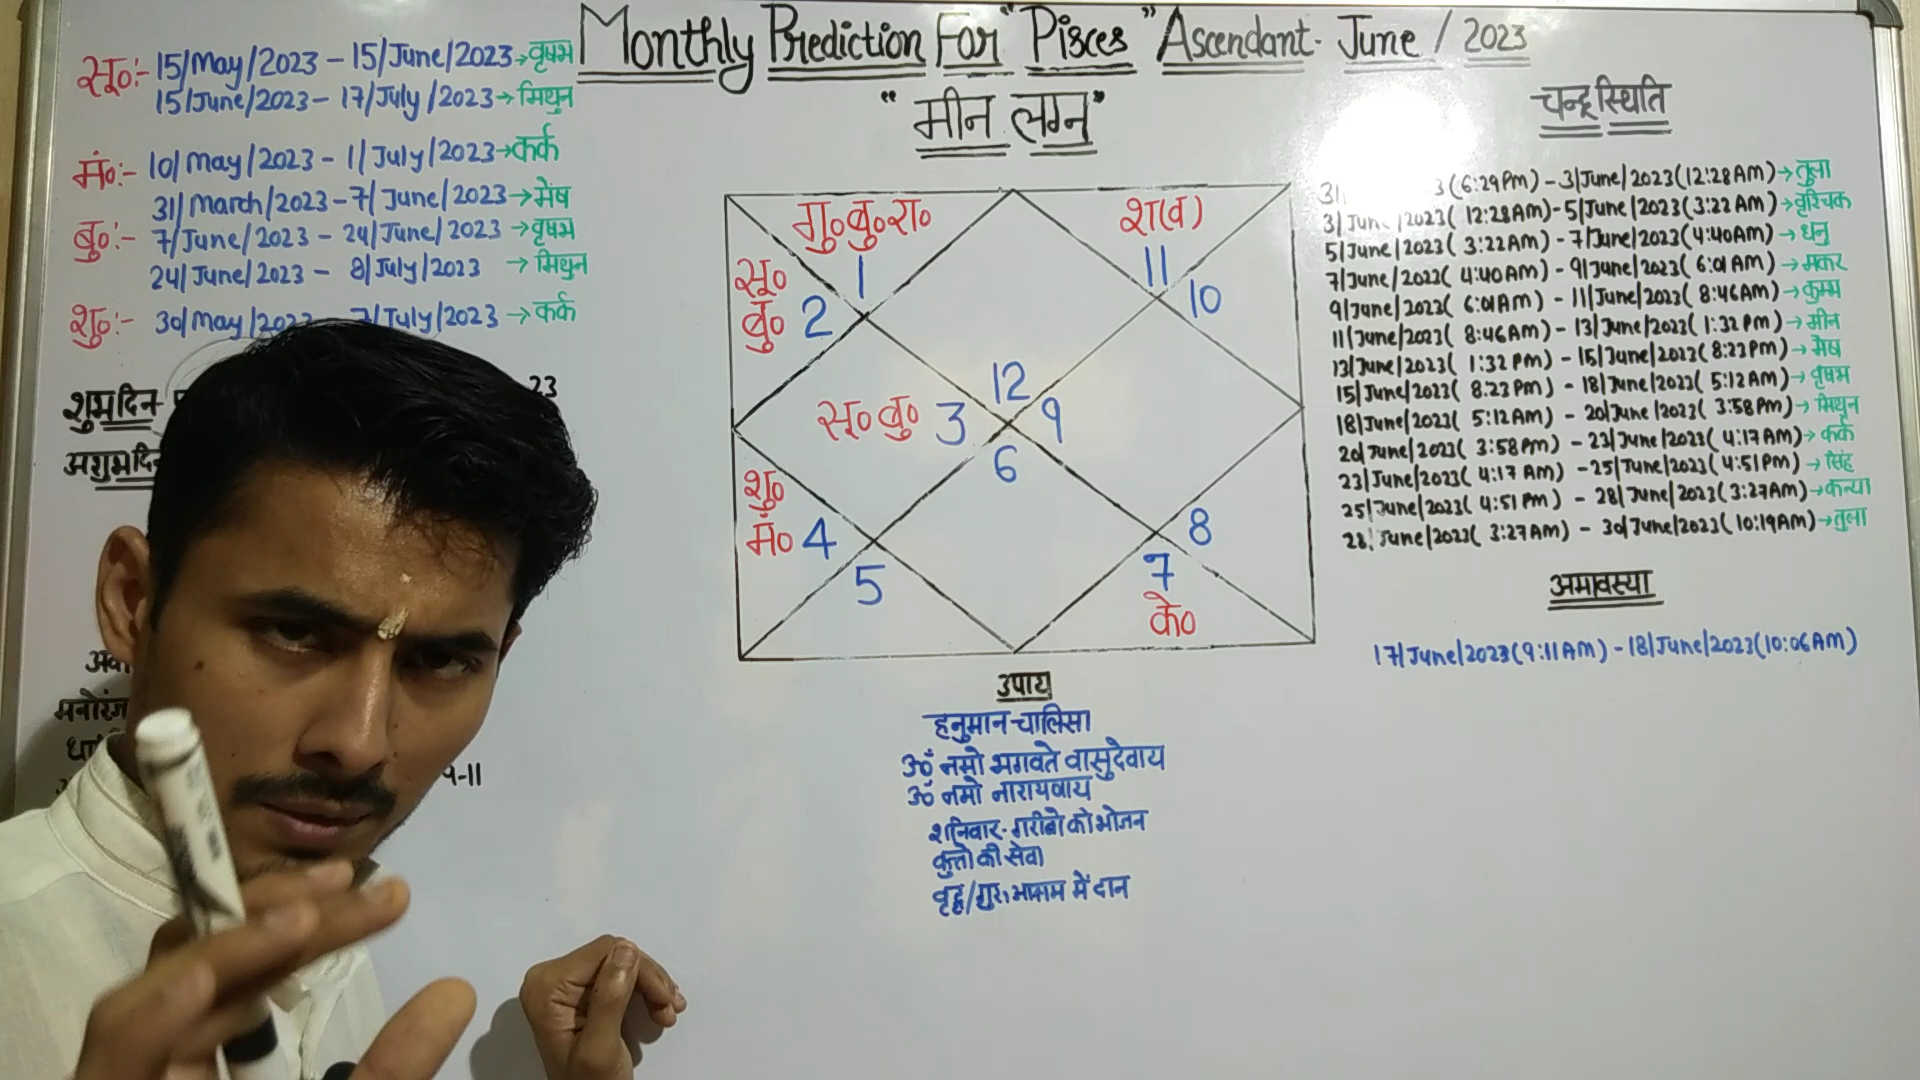 Monthly Prediction For "Pisces" Ascendant. June / 2023
"मीन लग्न"
सू०:- 15/May/2023 - 15/June/2023→वृषभ
15/June/2023 - 17/July/2023→मिथुन
मं०:- 10/May/2023 - 1/July/2023→कर्क
31/March/2023 - 7/June/2023→मेष
बु०:- 7/June/2023 - 24/June/2023→वृषभ
24/June/2023 - 8/July/2023→मिथुन
शु०:- 30/May/2023 - 7/July/2023→कर्क
शुभदिन
23
अशुभदि
मनोरंज
9-11
गु०बु०रा०
1
सू०
बु० 2
श(व)
11
10
12
सू०बु० 3
9
6
शु०
मं० 4
5
8
7
के०
उपाय
हनुमान-चालिसा
ॐ नमो भगवते वासुदेवाय
ॐ नमो नारायणाय
शनिवार-गरीबो को भोजन
कुत्तो की सेवा
में दान
चन्द्र स्थिति
31 3(6:29Pm) - 3/June/2023(12:28AM)→तुला
3/Jun /2023( 12:28AM)-5/June/2023(3:22AM)→वृश्चिक
5/June/2023( 3:22AM) - 7/June/2023(4:40AM)→धनु
7/June/2023( 4:40AM) - 9/June/2023( 6:01AM)→मकर
9/June/2023( 6:01AM) - 11/June/2023( 8:46AM)→कुम्भ
11/June/2023( 8:46AM) - 13/June/2023( 1:32PM)→मीन
13/June/2023( 1:32PM) - 15/June/2023(8:23PM)→मेष
15/June/2023( 8:23PM) - 18/June/2023( 5:12AM)→वृषभ
18/June/2023( 5:12AM) - 20/June/2023( 3:58PM)→मिथुन
20/June/2023( 3:58PM) - 23/June/2023( 4:17AM)→कर्क
23/June/2023( 4:17AM) - 25/June/2023(4:51PM)→सिंह
25/June/2023( 4:51PM) - 28/June/2023(3:27AM)→कन्या
28/June/2023( 3:27AM) - 30/June/2023(10:19AM)→तुला
अमावस्या
17/June/2023(9:11AM) - 18/June/2023(10:06AM)